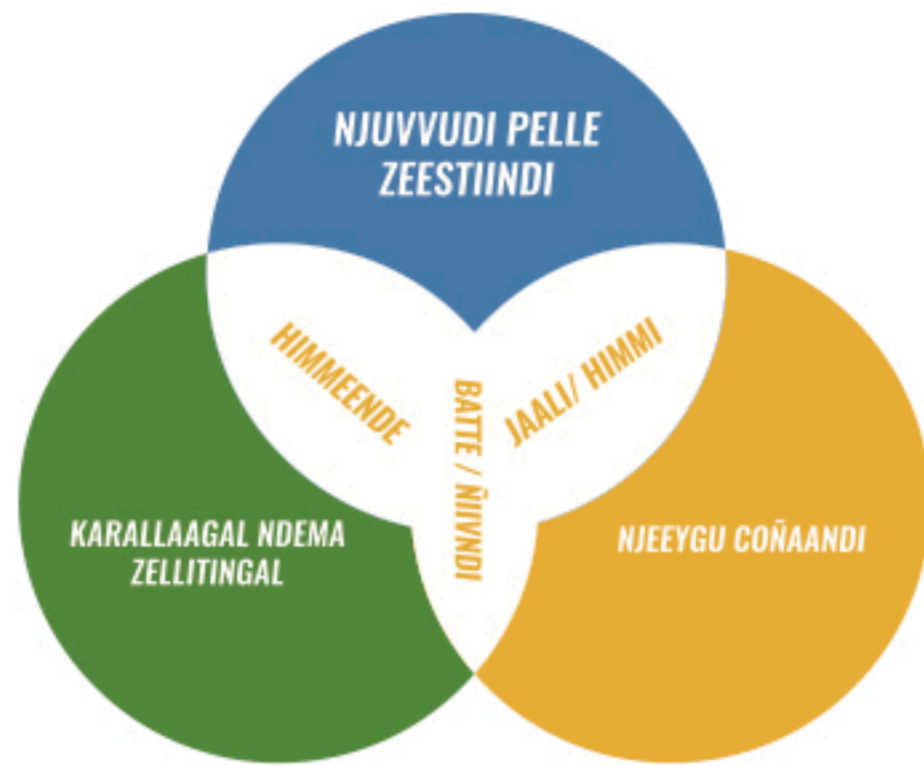 NJUVVUDI PELLE
ZEESTIINDI
HIMMEENDE
BATTE / ÑIIVNDI
JAALI/ HIMMI
KARALLAAGAL NDEMA
ZELLITINGAL
NJEEYGU COÑAANDI